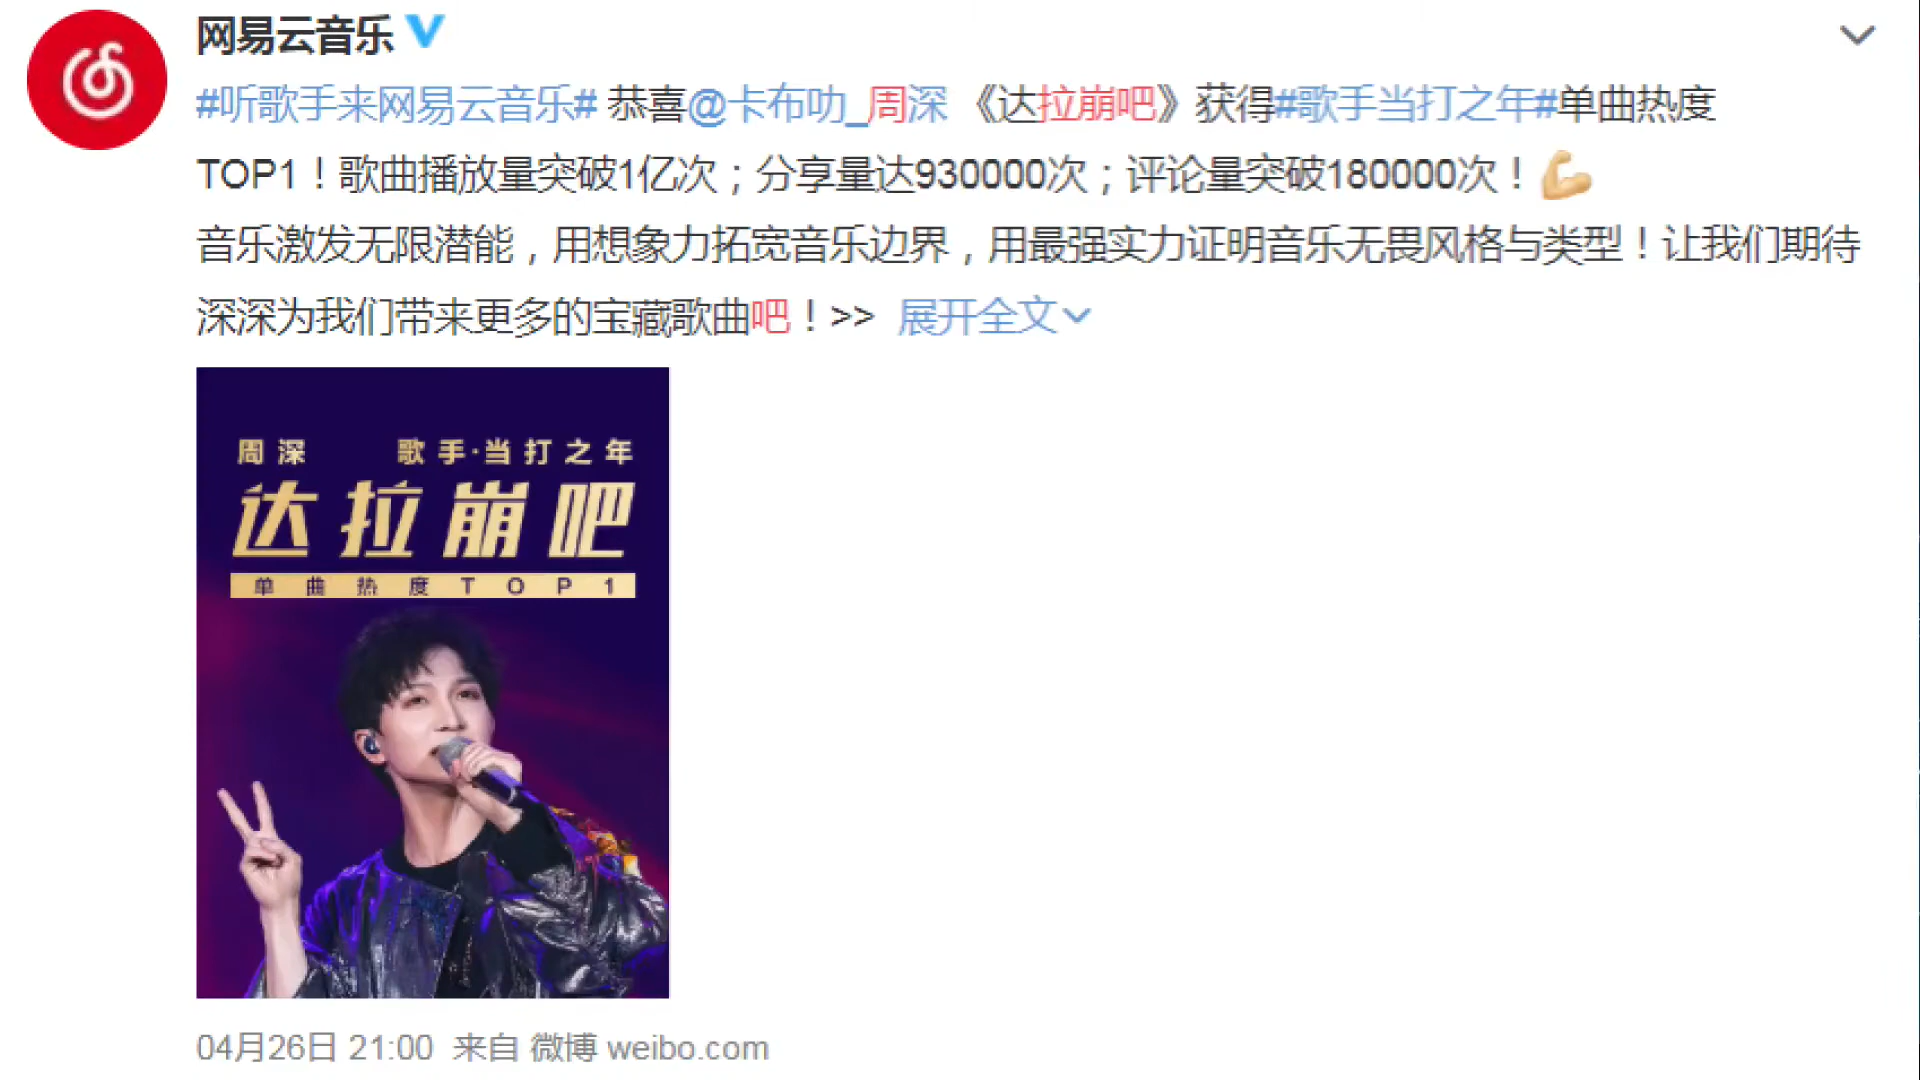 网易云音乐
#听歌手来网易云音乐# 恭喜@卡布叻_周深 《达拉崩吧》获得#歌手当打之年#单曲热度
TOP1！歌曲播放量突破1亿次；分享量达930000次；评论量突破180000次！
音乐激发无限潜能，用想象力拓宽音乐边界，用最强实力证明音乐无畏风格与类型！让我们期待
深深为我们带来更多的宝藏歌曲吧！>> 展开全文
周深 歌手·当打之年
达拉崩吧
单曲热度TOP1
04月26日 21:00 来自 微博 weibo.com